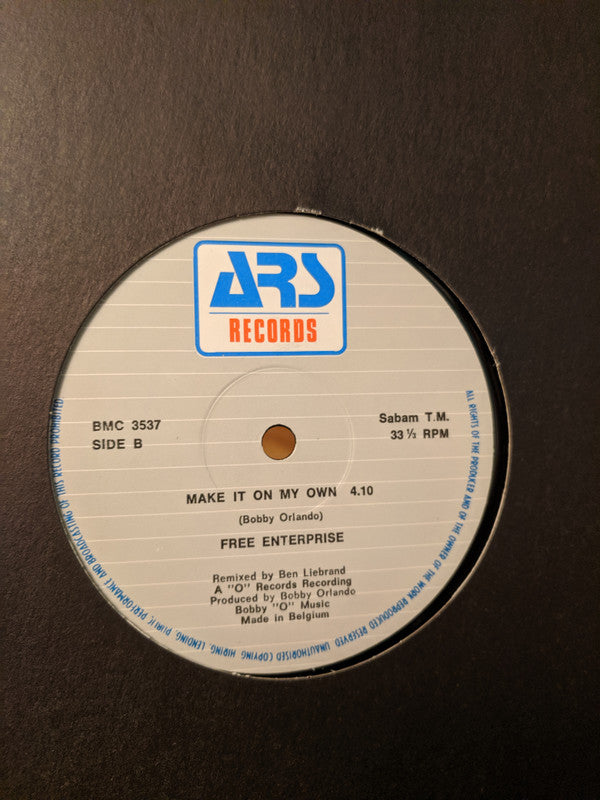 ARS
RECORDS
BMC 3537
SIDE B
Sabam T.M.
33 ⅓ RPM
MAKE IT ON MY OWN 4.10
(Bobby Orlando)
FREE ENTERPRISE
Remixed by Ben Liebrand
A "O" Records Recording
Produced by Bobby Orlando
Bobby "O" Music
Made in Belgium
ALL RIGHTS OF THE PRODUCER AND OF THE OWNER OF THE WORK REPRODUCED RESERVED. UNAUTHORISED COPYING, HIRING, LENDING, PUBLIC PERFORMANCE AND BROADCASTING OF THIS RECORD PROHIBITED